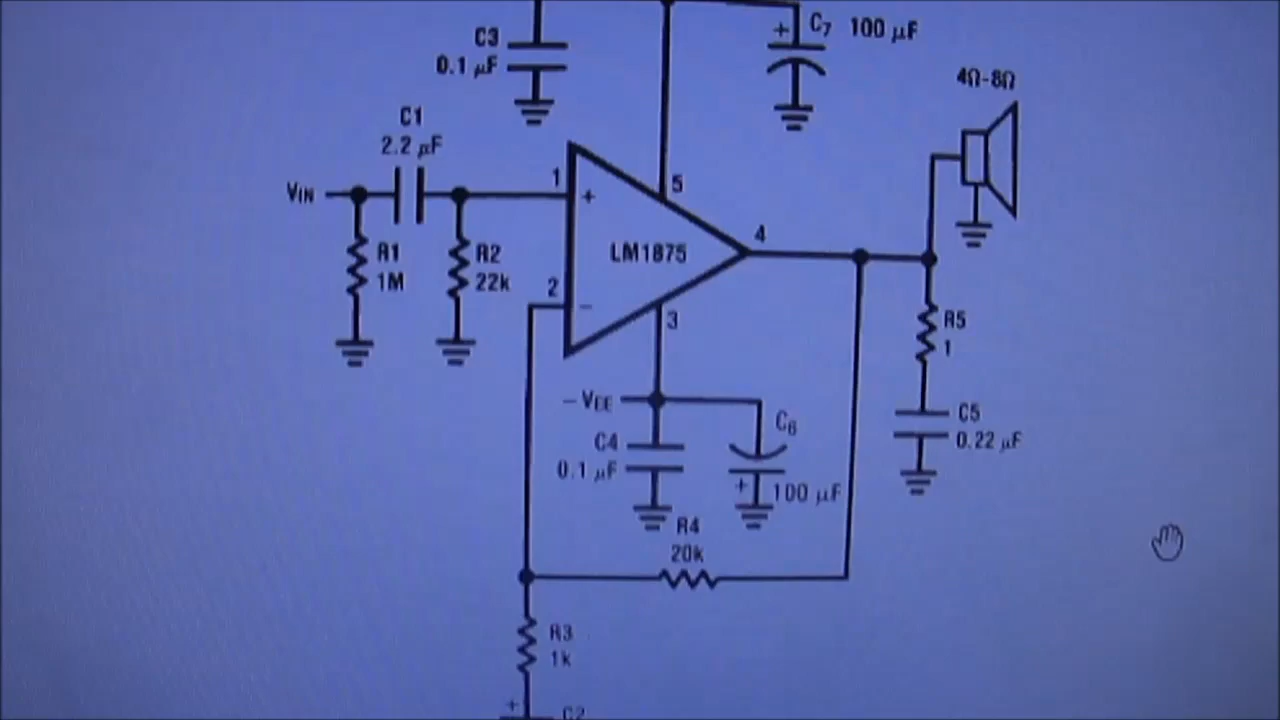 C3
0.1 µF
C7 100 µF
4Ω-8Ω
C1
2.2 µF
VIN
1
+
5
R1
1M
R2
22k
LM1875
4
2
−
3
R5
1
−VEE
C4
0.1 µF
C6
+
100 µF
C5
0.22 µF
R4
20k
R3
1k
+
C2